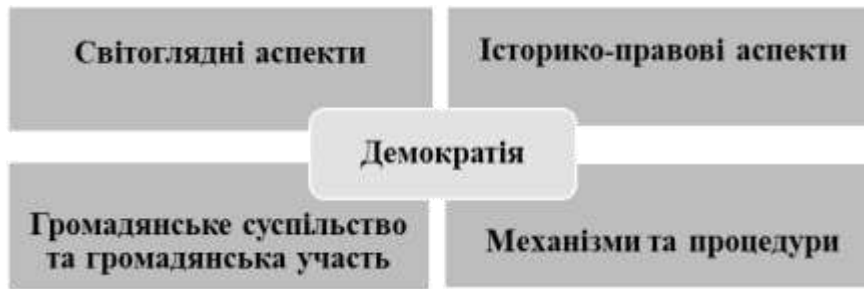 Світоглядні аспекти
Історико-правові аспекти
Демократія
Громадянське суспільство
та громадянська участь
Механізми та процедури